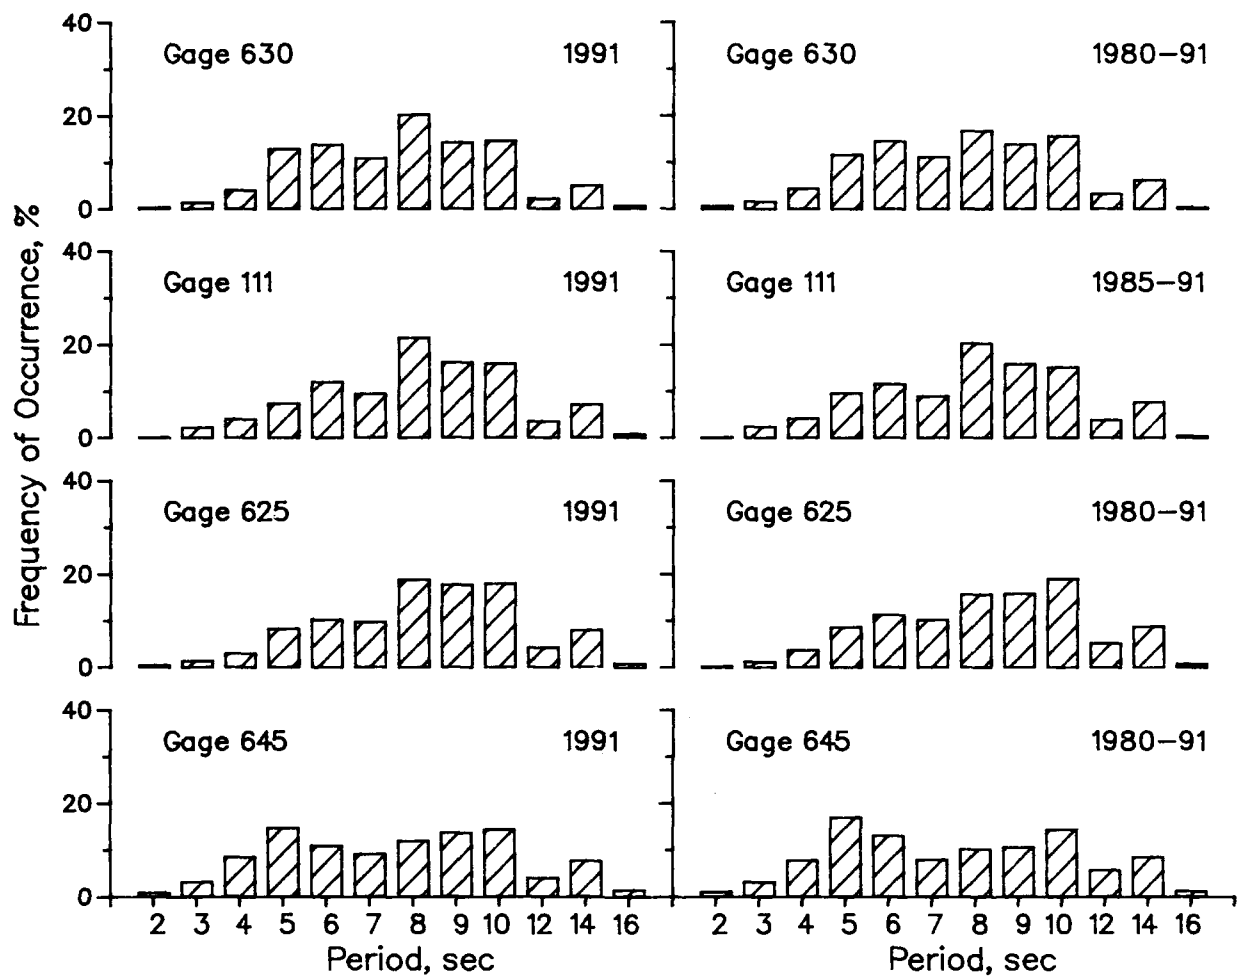 Frequency of Occurrence, %
40
20
0
Gage 630 1991
Gage 630 1980-91
40
20
0
Gage 111 1991
Gage 111 1985-91
40
20
0
Gage 625 1991
Gage 625 1980-91
40
20
0
Gage 645 1991
Gage 645 1980-91
2 3 4 5 6 7 8 9 10 12 14 16
2 3 4 5 6 7 8 9 10 12 14 16
Period, sec
Period, sec